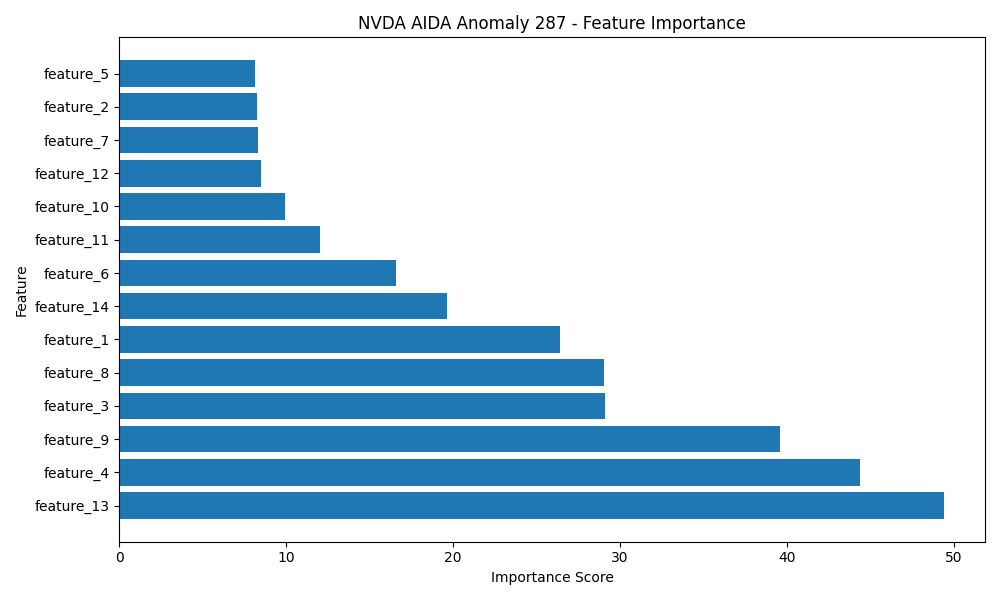 NVDA AIDA Anomaly 287 - Feature Importance
Feature
feature_5
feature_2
feature_7
feature_12
feature_10
feature_11
feature_6
feature_14
feature_1
feature_8
feature_3
feature_9
feature_4
feature_13
0 10 20 30 40 50
Importance Score